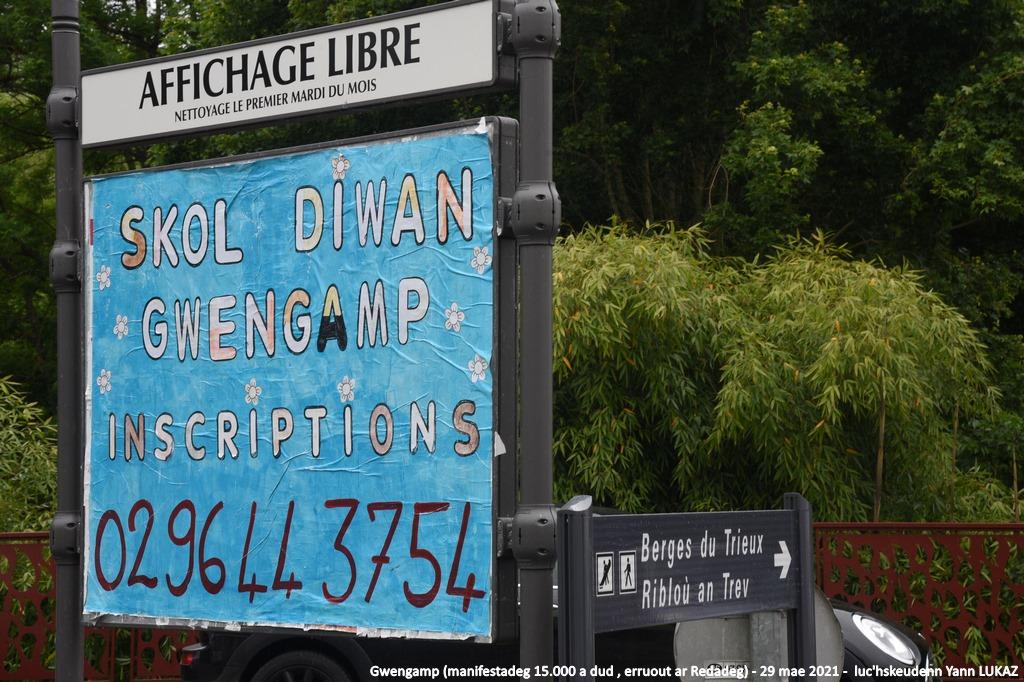 AFFICHAGE LIBRE
NETTOYAGE LE PREMIER MARDI DU MOIS
SKOL DIWAN
GWENGAMP
INSCRIPTIONS
0296443754
Berges du Trieux
Ribloù an Trev
Gwengamp (manifestadeg 15.000 a dud , erruout ar Redadeg) - 29 mae 2021 - luc'hskeudenn Yann LUKAZ